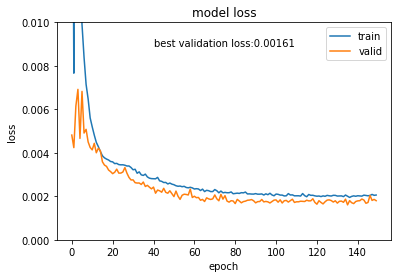 model loss
0.010
0.008
0.006
0.004
0.002
0.000
loss
best validation loss:0.00161
train
valid
0 20 40 60 80 100 120 140
epoch